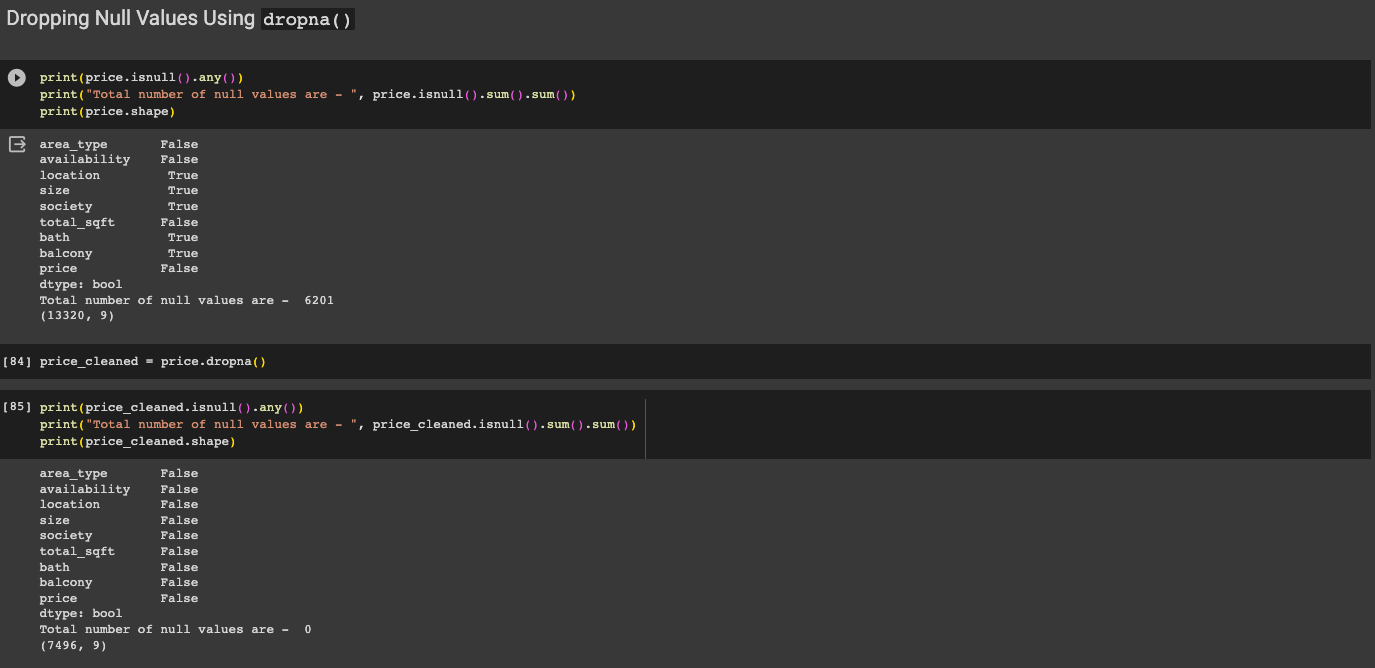 Dropping Null Values Using dropna()
print(price.isnull().any())
print("Total number of null values are - ", price.isnull().sum().sum())
print(price.shape)
area_type       False
availability    False
location         True
size             True
society          True
total_sqft      False
bath             True
balcony          True
price           False
dtype: bool
Total number of null values are -  6201
(13320, 9)
[84] price_cleaned = price.dropna()
[85] print(price_cleaned.isnull().any())
print("Total number of null values are - ", price_cleaned.isnull().sum().sum())
print(price_cleaned.shape)
area_type       False
availability    False
location        False
size            False
society         False
total_sqft      False
bath            False
balcony         False
price           False
dtype: bool
Total number of null values are -  0
(7496, 9)